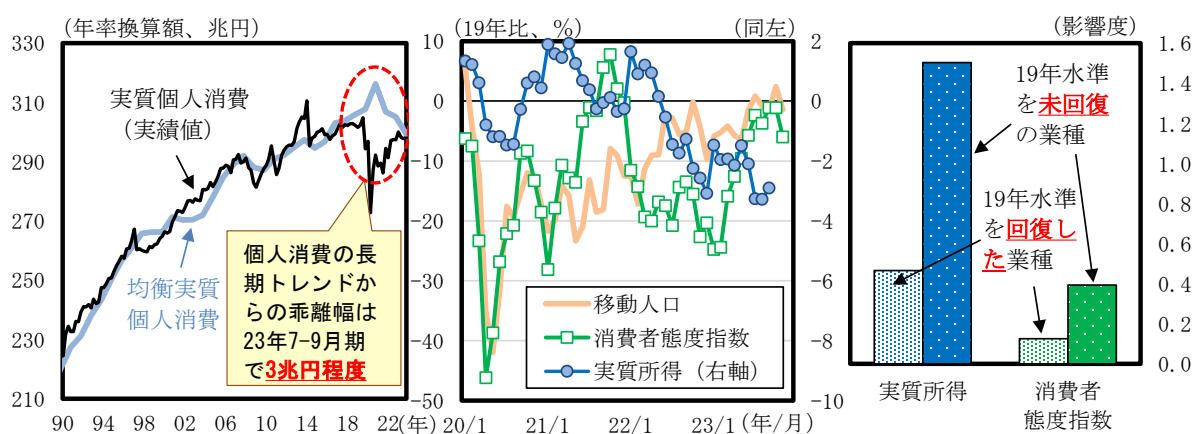 (年率換算額、兆円)
330
310
290
270
250
230
210
実質個人消費
(実績値)
均衡実質
個人消費
個人消費の長
期トレンドか
らの乖離幅は
23年7-9月期
で3兆円程度
90 94 98 02 06 10 14 18 22 (年)
(19年比、%)
(同左)
10
0
-10
-20
-30
-40
-50
2
0
-2
-4
-6
-8
-10
移動人口
消費者態度指数
実質所得(右軸)
20/1 21/1 22/1 23/1 (年/月)
(影響度)
1.6
1.4
1.2
1.0
0.8
0.6
0.4
0.2
0.0
19年水準
を未回復
の業種
19年水準
を回復し
た業種
実質所得
消費者
態度指数